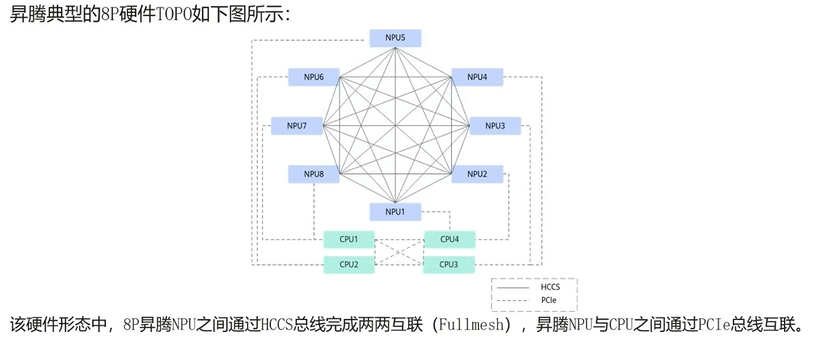 昇腾典型的8P硬件TOPO如下图所示：
NPU5
NPU6
NPU4
NPU7
NPU3
NPU8
NPU2
NPU1
CPU1
CPU4
CPU2
CPU3
HCCS
PCIe
该硬件形态中，8P昇腾NPU之间通过HCCS总线完成两两互联（Fullmesh），昇腾NPU与CPU之间通过PCIe总线互联。